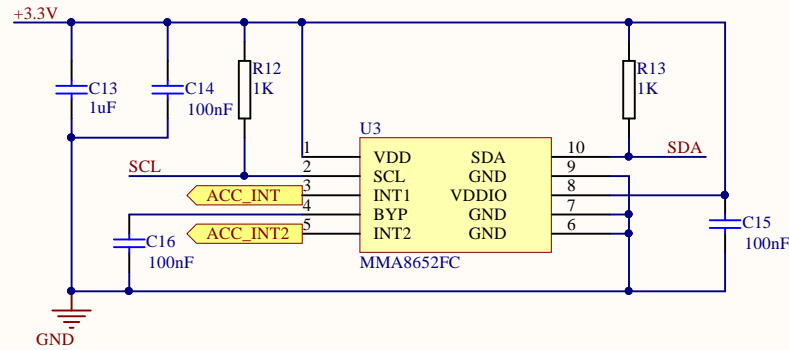 +3.3V
C13
1uF
C14
100nF
R12
1K
R13
1K
U3
SCL
ACC_INT
ACC_INT2
1
2
3
4
5
VDD
SCL
INT1
BYP
INT2
SDA
GND
VDDIO
GND
GND
10
9
8
7
6
SDA
C16
100nF
MMA8652FC
C15
100nF
GND